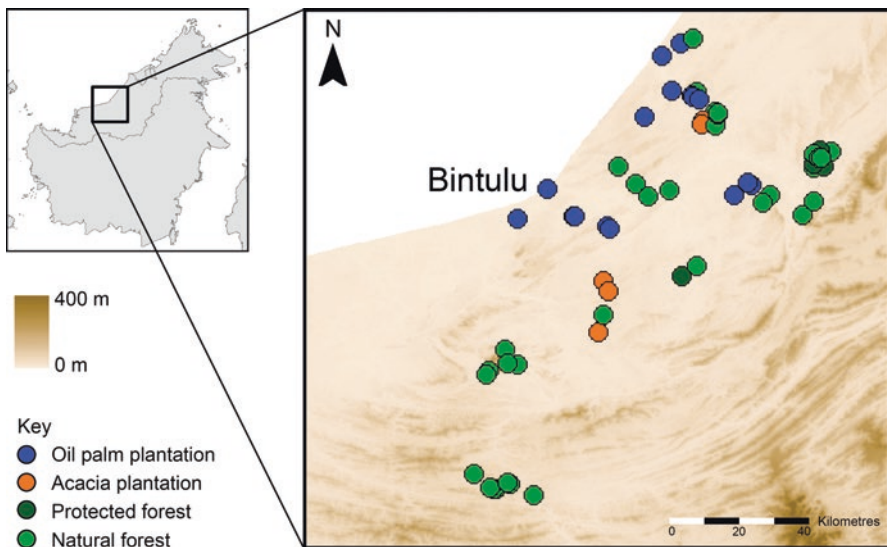 N
Bintulu
400 m
0 m
Key
Oil palm plantation
Acacia plantation
Protected forest
Natural forest
0 20 40 Kilometres